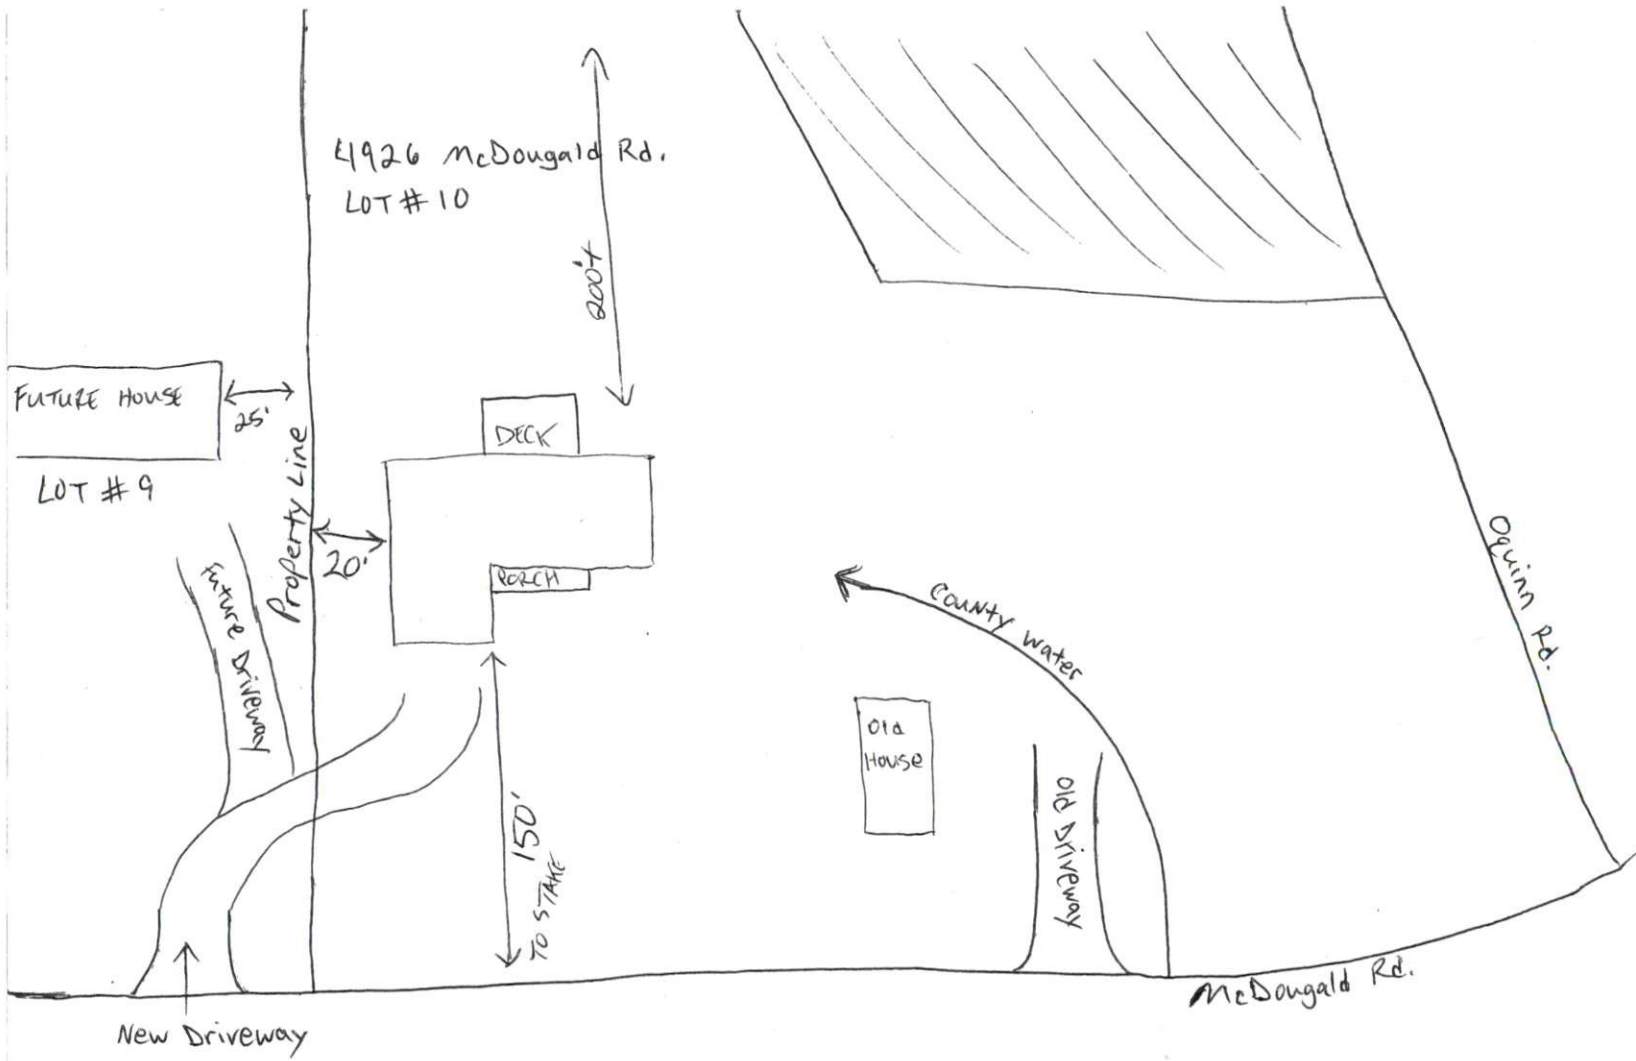 4926 McDougald Rd.
LOT # 10
200'+
FUTURE HOUSE
25'
LOT # 9
Property Line
DECK
20'
PORCH
Future Driveway
County Water
Oquinn Rd.
Old
House
Old Driveway
150'
TO STAKE
McDougald Rd.
New Driveway